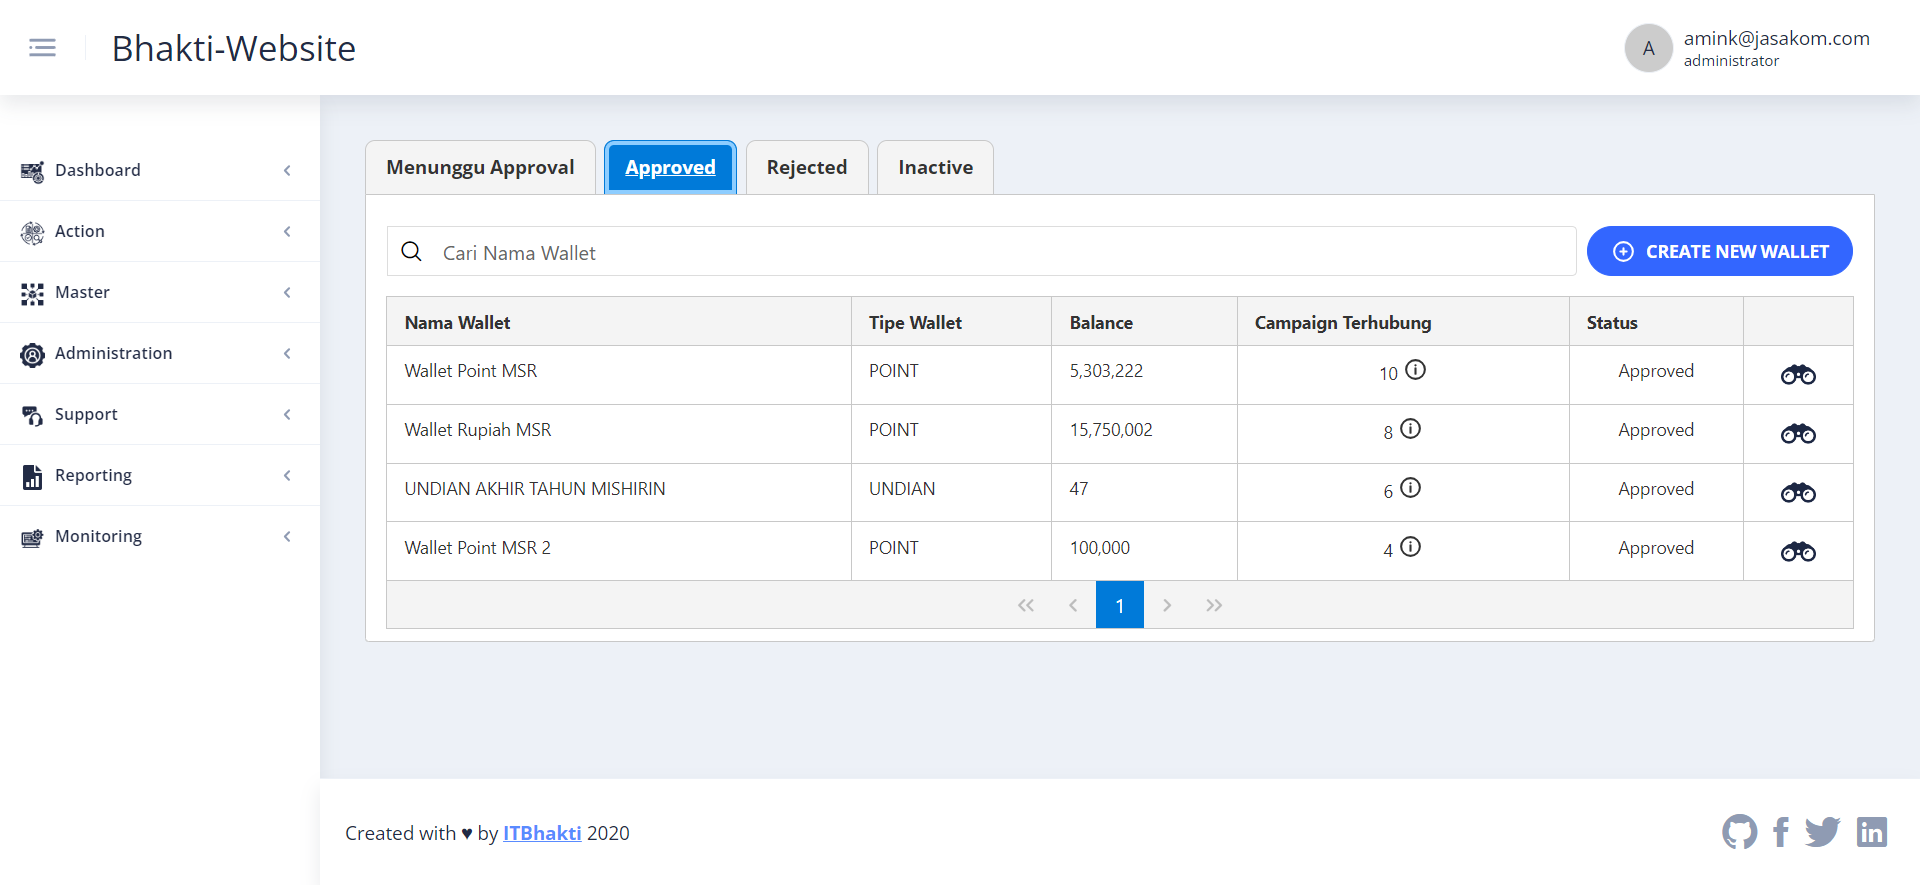 Bhakti-Website
A
amink@jasakom.com
administrator
Dashboard
Action
Master
Administration
Support
Reporting
Monitoring
Menunggu Approval
Approved
Rejected
Inactive
Cari Nama Wallet
CREATE NEW WALLET
Nama Wallet Tipe Wallet Balance Campaign Terhubung Status
Wallet Point MSR POINT 5,303,222 10 Approved
Wallet Rupiah MSR POINT 15,750,002 8 Approved
UNDIAN AKHIR TAHUN MISHIRIN UNDIAN 47 6 Approved
Wallet Point MSR 2 POINT 100,000 4 Approved
1
Created with ♥ by ITBhakti 2020